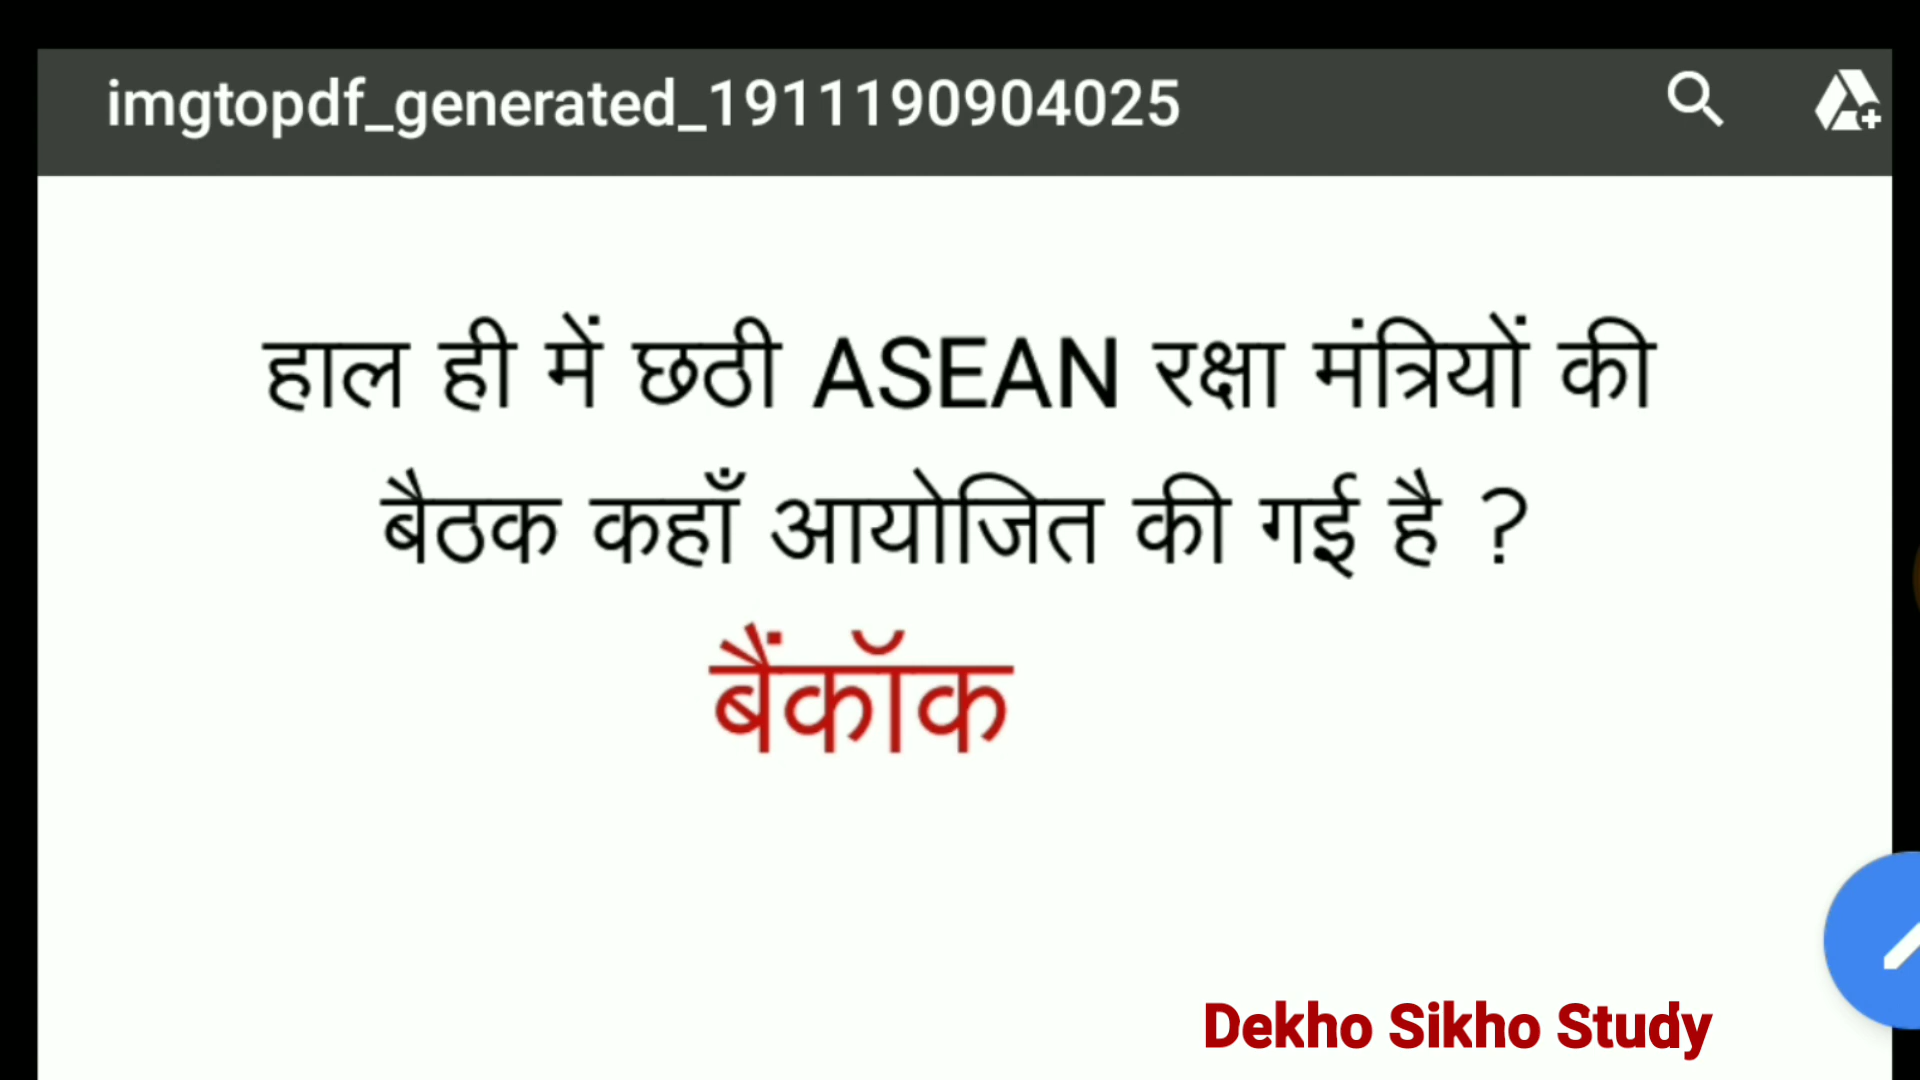 imgtopdf_generated_1911190904025
हाल ही में छठी ASEAN रक्षा मंत्रियों की
बैठक कहाँ आयोजित की गई है ?
बैंकॉक
Dekho Sikho Study